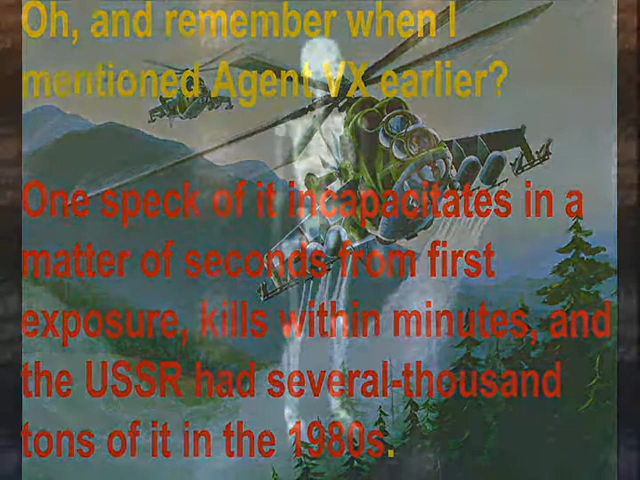 Oh, and remember when I
mentioned Agent VX earlier?
One speck of it incapacitates in a
matter of seconds from first
exposure, kills within minutes, and
the USSR had several-thousand
tons of it in the 1980s.